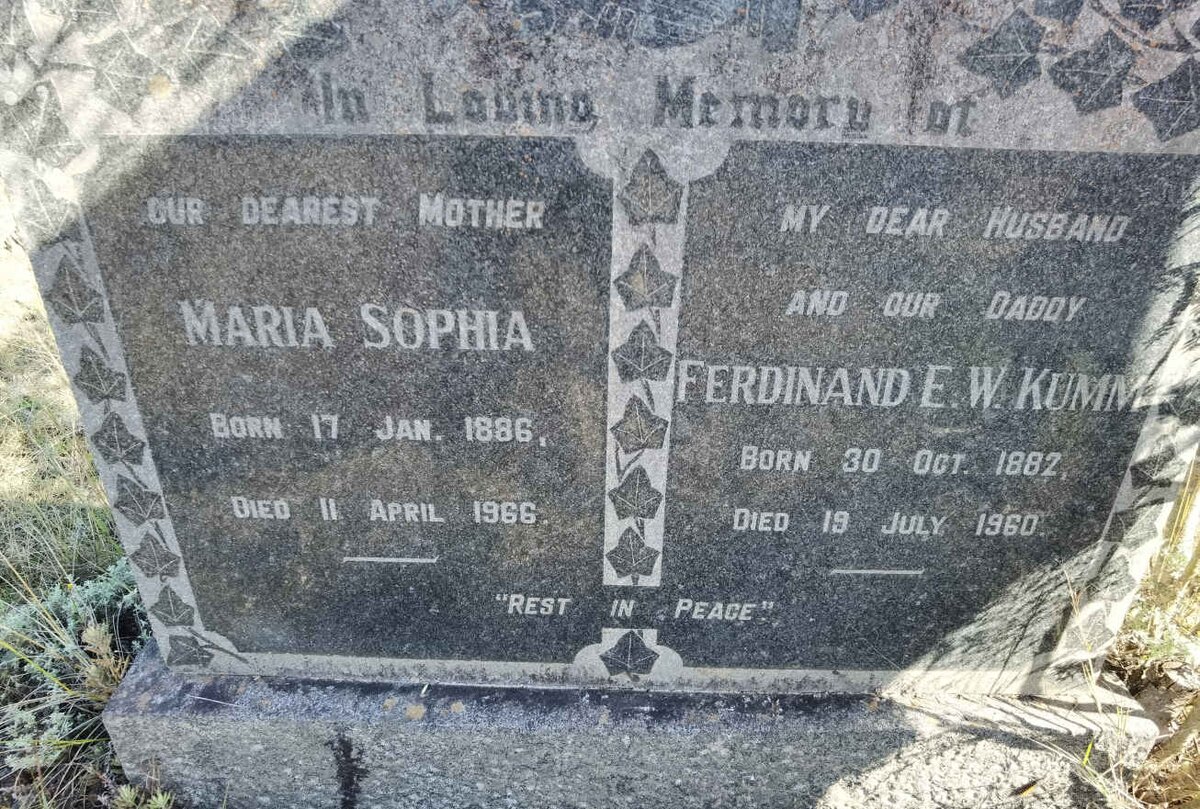 In Loving Memory of
OUR DEAREST MOTHER
MARIA SOPHIA
BORN 17 JAN. 1886,
DIED 11 APRIL 1966.
MY DEAR HUSBAND
AND OUR DADDY
FERDINAND E. W. KUMM
BORN 30 OCT. 1882,
DIED 19 JULY 1960.
"REST IN PEACE"